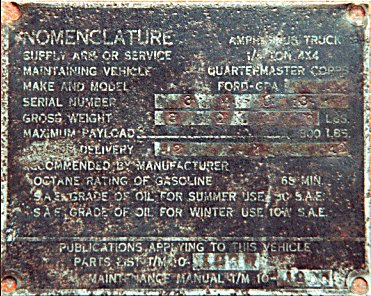 NOMENCLATURE AMPHIBIOUS TRUCK
SUPPLY ARM OR SERVICE 1/4 TON 4X4
MAINTAINING VEHICLE QUARTERMASTER CORPS
MAKE AND MODEL FORD-GPA
SERIAL NUMBER
GROSS WEIGHT LBS.
MAXIMUM PAYLOAD 800 LBS.
DELIVERY
RECOMMENDED BY MANUFACTURER
OCTANE RATING OF GASOLINE 68 MIN.
S.A.E. GRADE OF OIL FOR SUMMER USE 30 S.A.E.
S.A.E. GRADE OF OIL FOR WINTER USE 10W S.A.E.
PUBLICATIONS APPLYING TO THIS VEHICLE
PARTS LIST T/M 10-
MAINTENANCE MANUAL T/M 10-